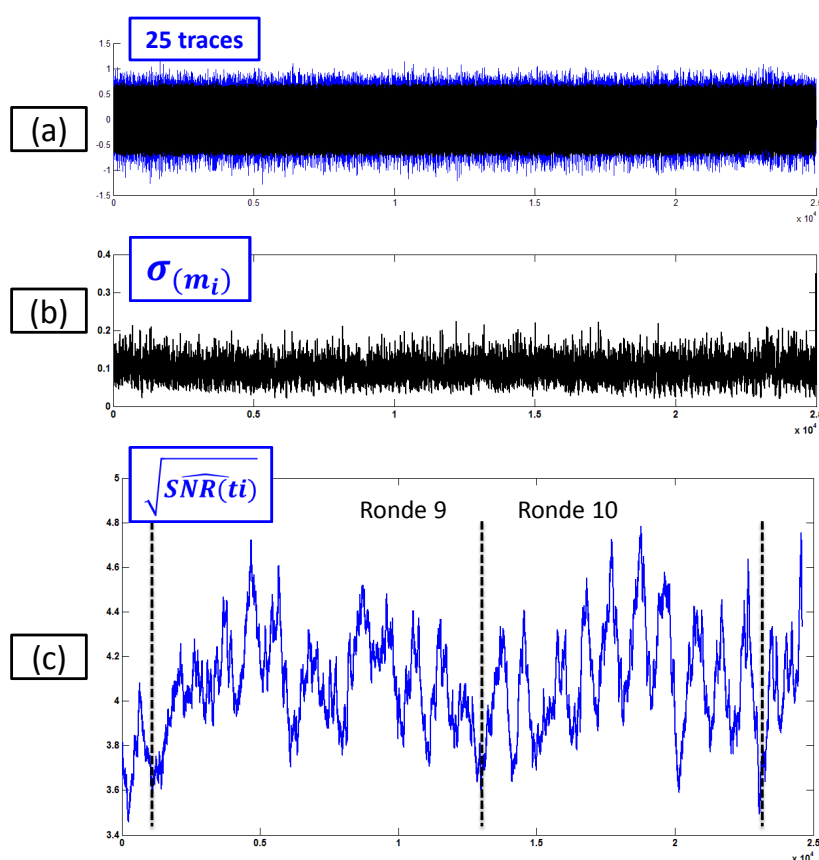 25 traces
(a)
1.5
1
0.5
0
-0.5
-1
-1.5
0 0.5 1 1.5 2 2.5
x 10⁴
σ(mᵢ)
(b)
0.4
0.3
0.2
0.1
0
0 0.5 1 1.5 2 2.5
x 10⁴
√SNR̂(ti)
Ronde 9 Ronde 10
(c)
5
4.8
4.6
4.4
4.2
4
3.8
3.6
3.4
0 0.5 1 1.5 2 2.5
x 10⁴